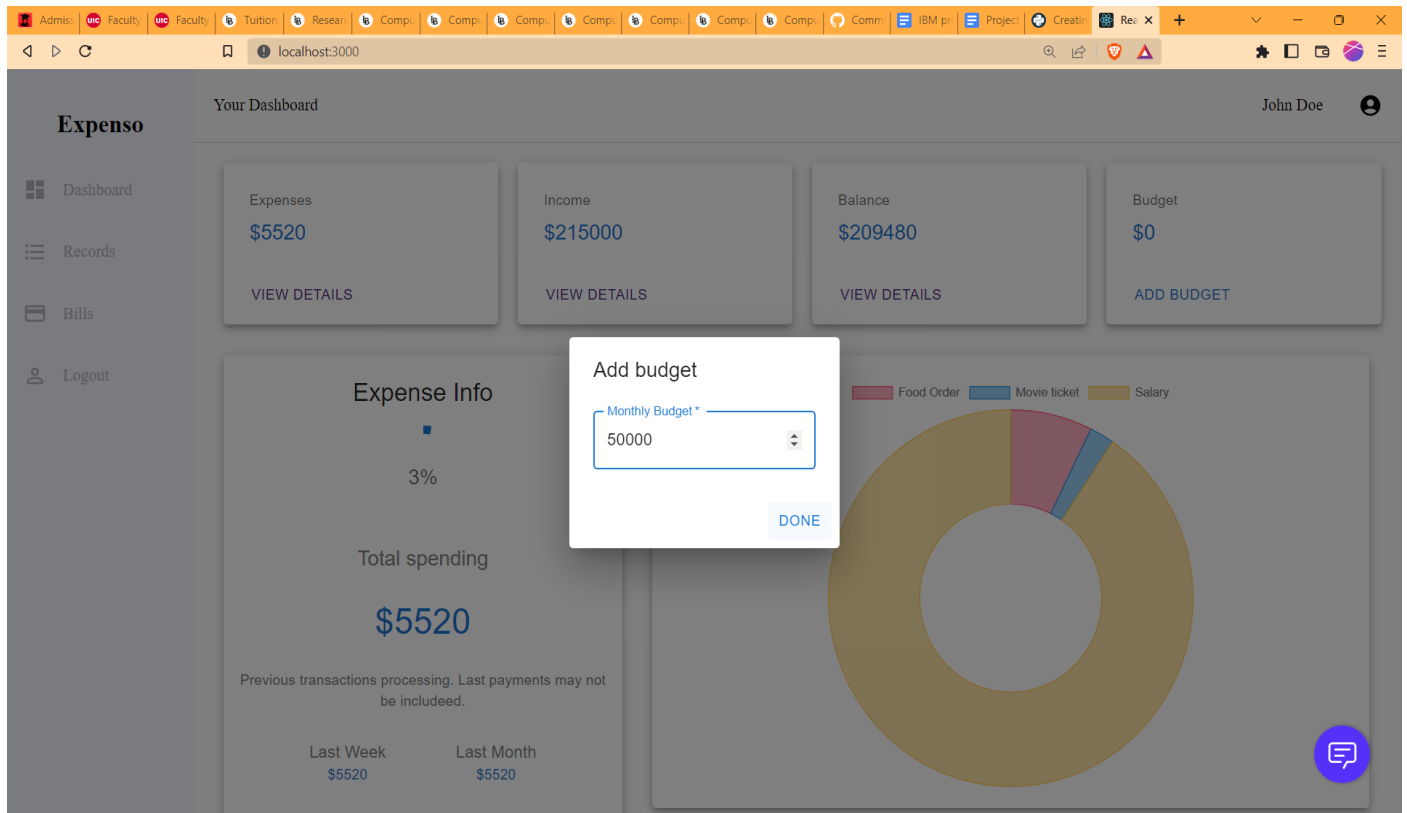 Admiss UIC Faculty UIC Faculty Tuition Researc Compu Compu Compu Compu Compu Compu Compu Comm IBM pr Project Creatin Rea
localhost:3000
Expenso
Your Dashboard
John Doe
Dashboard
Records
Bills
Logout
Expenses
$5520
VIEW DETAILS
Income
$215000
VIEW DETAILS
Balance
$209480
VIEW DETAILS
Budget
$0
ADD BUDGET
Add budget
Monthly Budget *
50000
DONE
Expense Info
3%
Total spending
$5520
Previous transactions processing. Last payments may not
be includeed.
Last Week Last Month
$5520 $5520
Food Order Movie ticket Salary